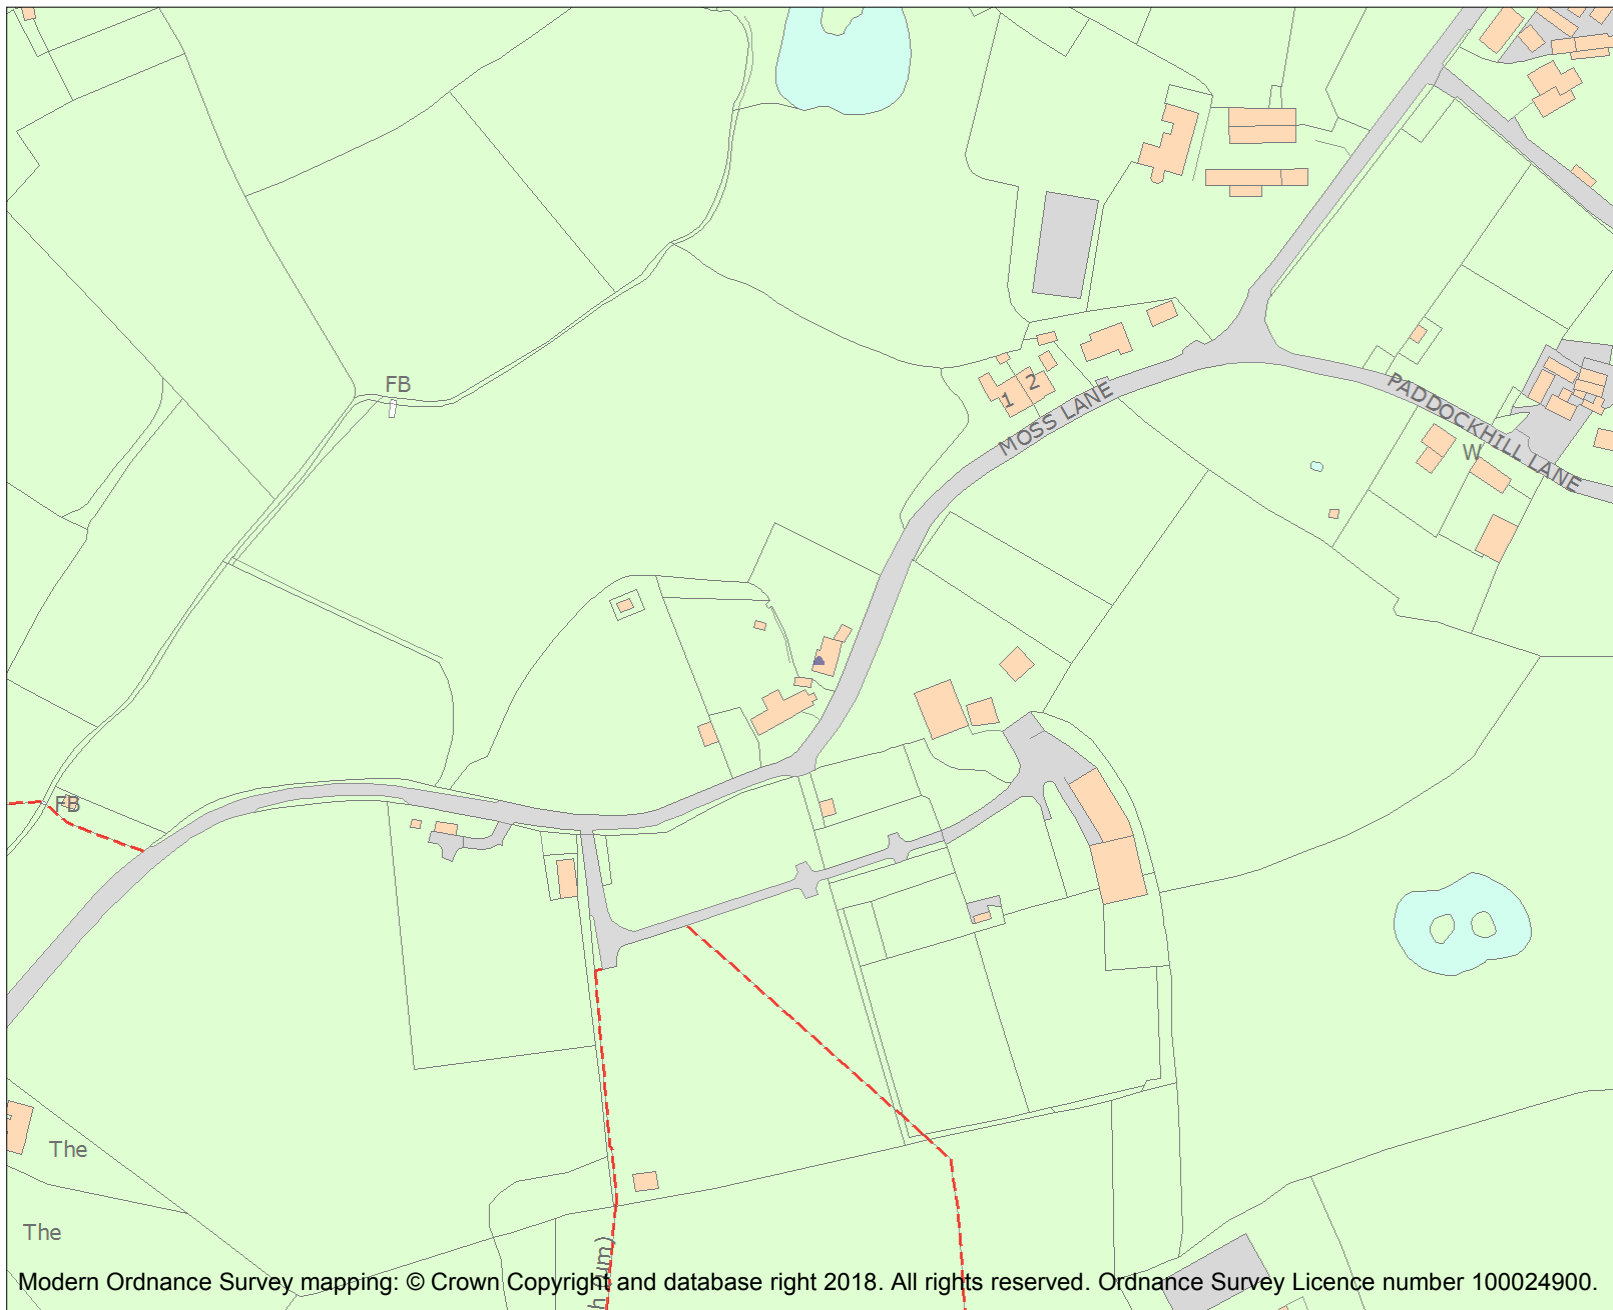 FB
1
2
MOSS LANE
PADDOCKHILL LANE
W
FB
The
The
Modern Ordnance Survey mapping: © Crown Copyright and database right 2018. All rights reserved. Ordnance Survey Licence number 100024900.